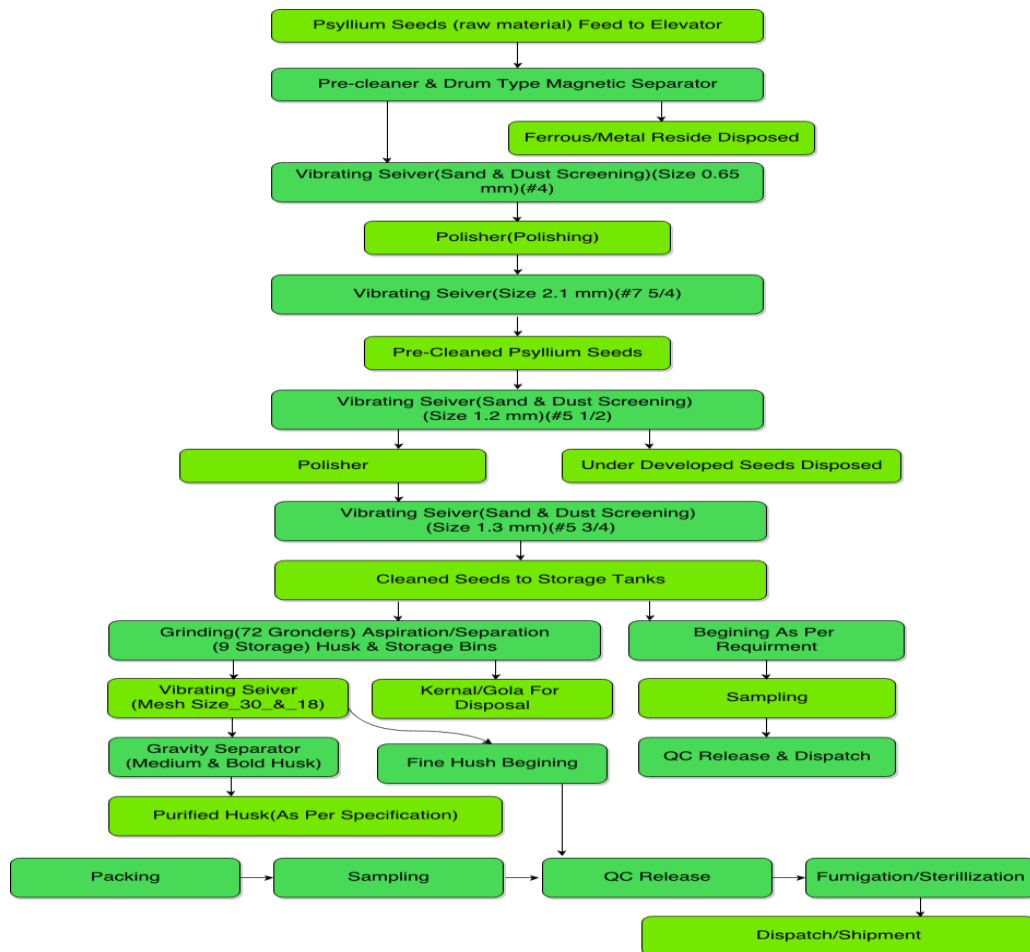 Psyllium Seeds (raw material) Feed to Elevator
Pre-cleaner & Drum Type Magnetic Separator
Ferrous/Metal Reside Disposed
Vibrating Seiver(Sand & Dust Screening)(Size 0.65
mm)(#4)
Polisher(Polishing)
Vibrating Seiver(Size 2.1 mm)(#7 5/4)
Pre-Cleaned Psyllium Seeds
Vibrating Seiver(Sand & Dust Screening)
(Size 1.2 mm)(#5 1/2)
Polisher
Under Developed Seeds Disposed
Vibrating Seiver(Sand & Dust Screening)
(Size 1.3 mm)(#5 3/4)
Cleaned Seeds to Storage Tanks
Grinding(72 Gronders) Aspiration/Separation
(9 Storage) Husk & Storage Bins
Begining As Per
Requirment
Vibrating Seiver
(Mesh Size_30_&_18)
Kernal/Gola For
Disposal
Sampling
Gravity Separator
(Medium & Bold Husk)
Fine Hush Begining
QC Release & Dispatch
Purified Husk(As Per Specification)
Packing
Sampling
QC Release
Fumigation/Sterillization
Dispatch/Shipment